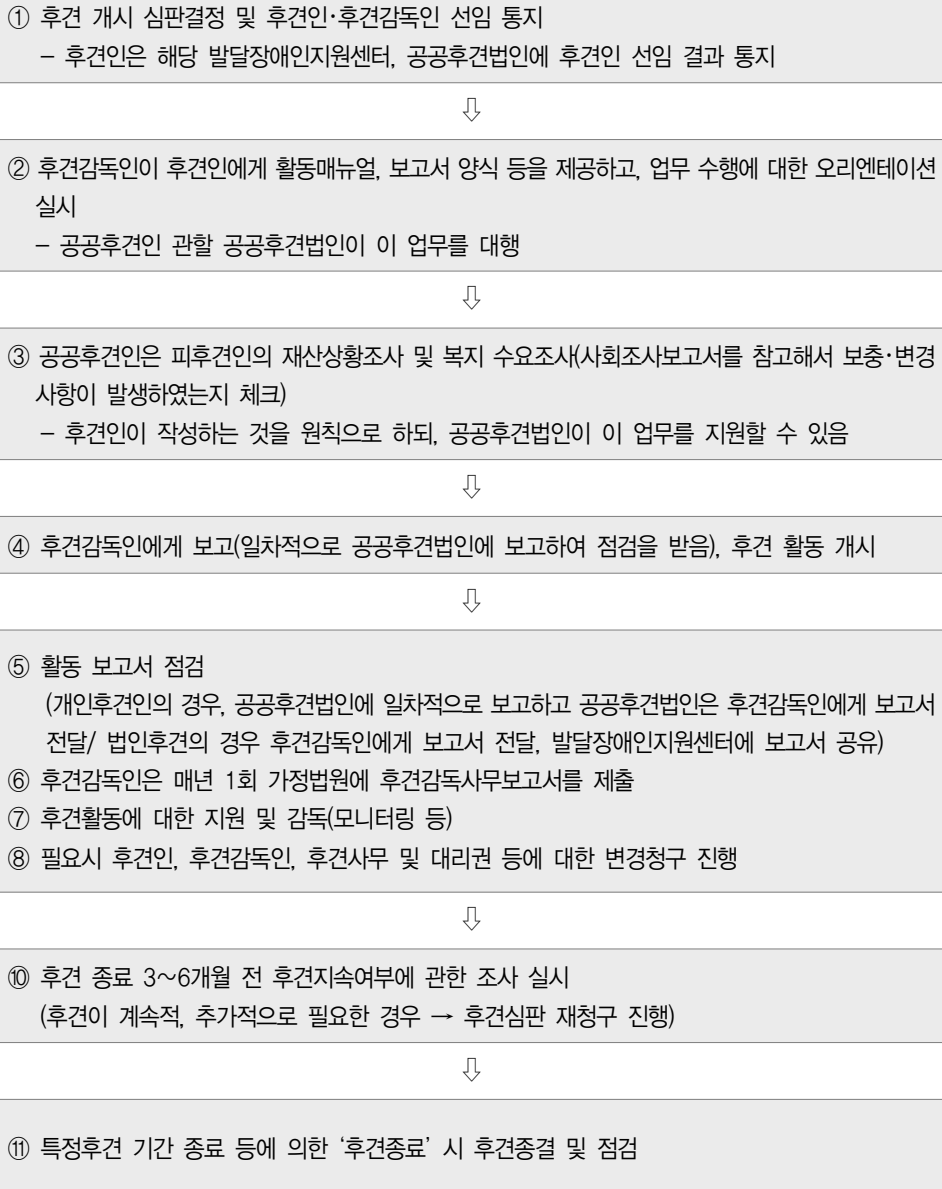 ① 후견 개시 심판결정 및 후견인·후견감독인 선임 통지
– 후견인은 해당 발달장애인지원센터, 공공후견법인에 후견인 선임 결과 통지
⇩
② 후견감독인이 후견인에게 활동매뉴얼, 보고서 양식 등을 제공하고, 업무 수행에 대한 오리엔테이션
실시
– 공공후견인 관할 공공후견법인이 이 업무를 대행
⇩
③ 공공후견인은 피후견인의 재산상황조사 및 복지 수요조사(사회조사보고서를 참고해서 보충·변경
사항이 발생하였는지 체크)
– 후견인이 작성하는 것을 원칙으로 하되, 공공후견법인이 이 업무를 지원할 수 있음
⇩
④ 후견감독인에게 보고(일차적으로 공공후견법인에 보고하여 점검을 받음), 후견 활동 개시
⇩
⑤ 활동 보고서 점검
(개인후견인의 경우, 공공후견법인에 일차적으로 보고하고 공공후견법인은 후견감독인에게 보고서
전달/ 법인후견의 경우 후견감독인에게 보고서 전달, 발달장애인지원센터에 보고서 공유)
⑥ 후견감독인은 매년 1회 가정법원에 후견감독사무보고서를 제출
⑦ 후견활동에 대한 지원 및 감독(모니터링 등)
⑧ 필요시 후견인, 후견감독인, 후견사무 및 대리권 등에 대한 변경청구 진행
⇩
⑩ 후견 종료 3~6개월 전 후견지속여부에 관한 조사 실시
(후견이 계속적, 추가적으로 필요한 경우 → 후견심판 재청구 진행)
⇩
⑪ 특정후견 기간 종료 등에 의한 ‘후견종료’ 시 후견종결 및 점검